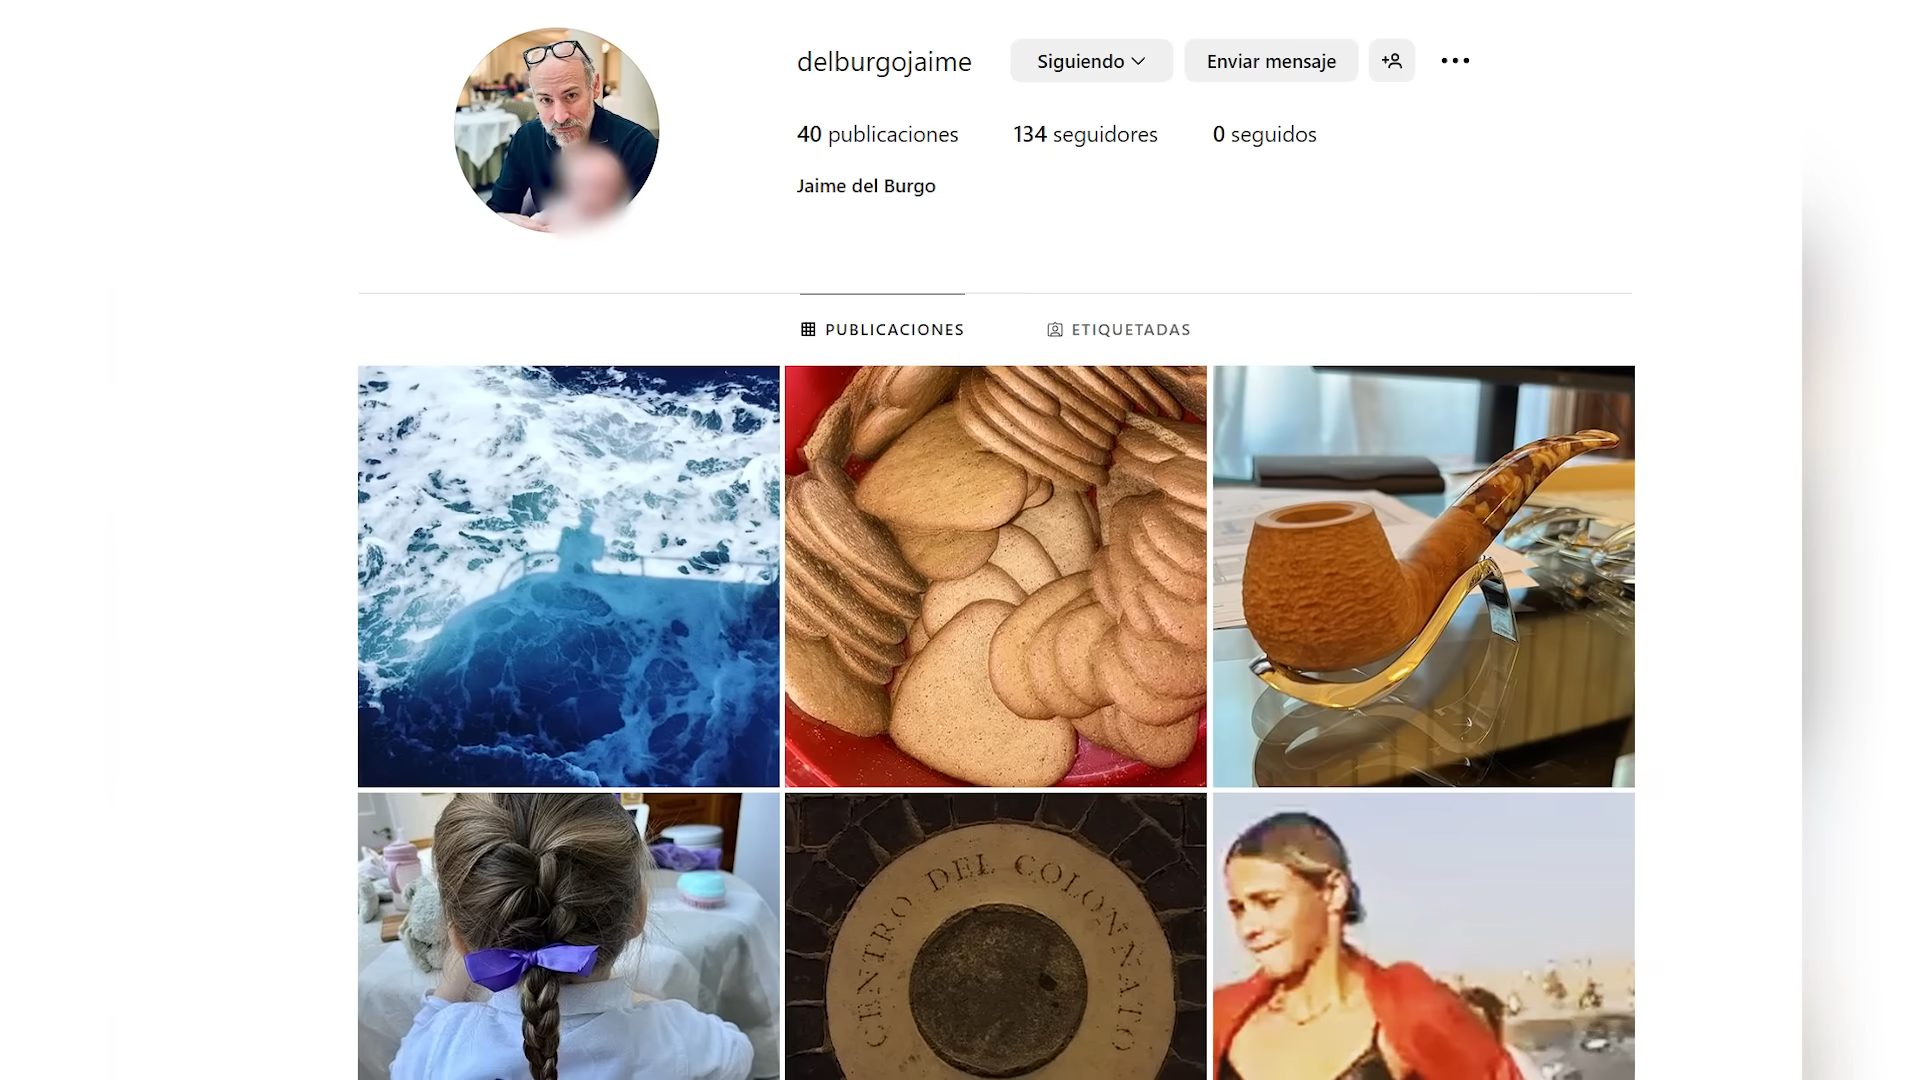 delburgojaime
Siguiendo
Enviar mensaje
40 publicaciones
134 seguidores
0 seguidos
Jaime del Burgo
PUBLICACIONES
ETIQUETADAS
CENTRO DEL COLONNATO